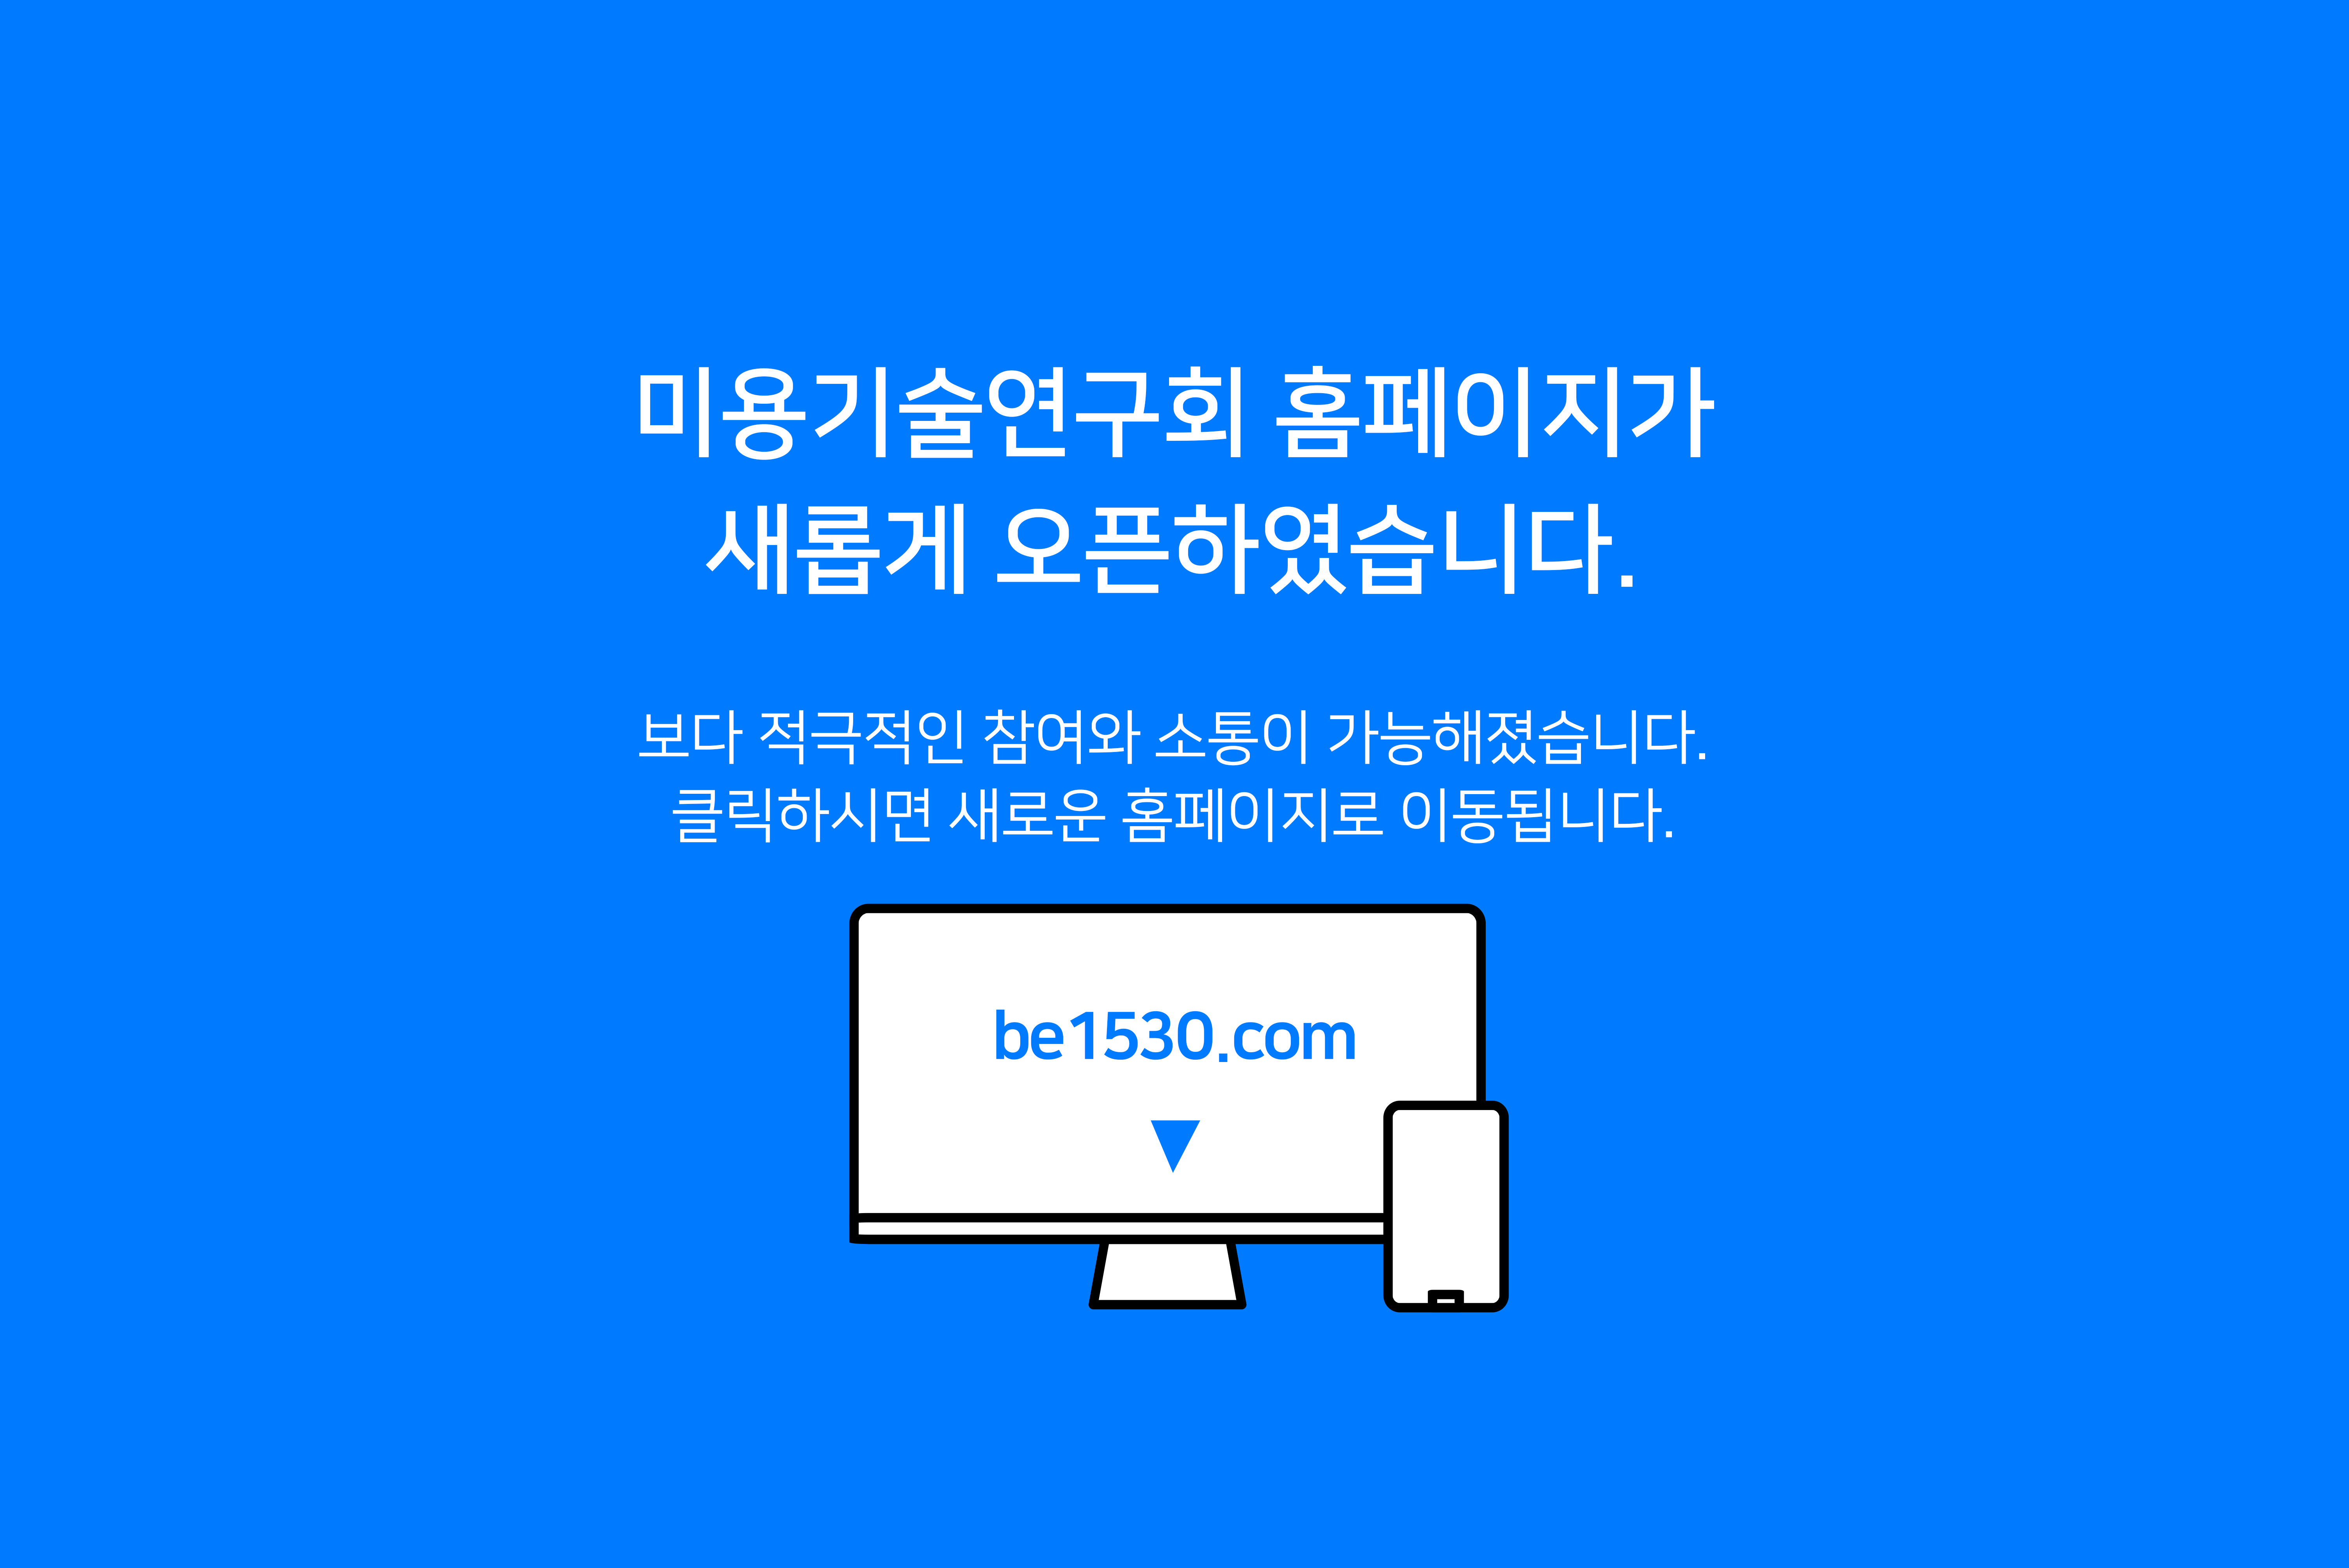 미용기술연구회 홈페이지가
새롭게 오픈하였습니다.
보다 적극적인 참여와 소통이 가능해졌습니다.
클릭하시면 새로운 홈페이지로 이동됩니다.
be1530.com